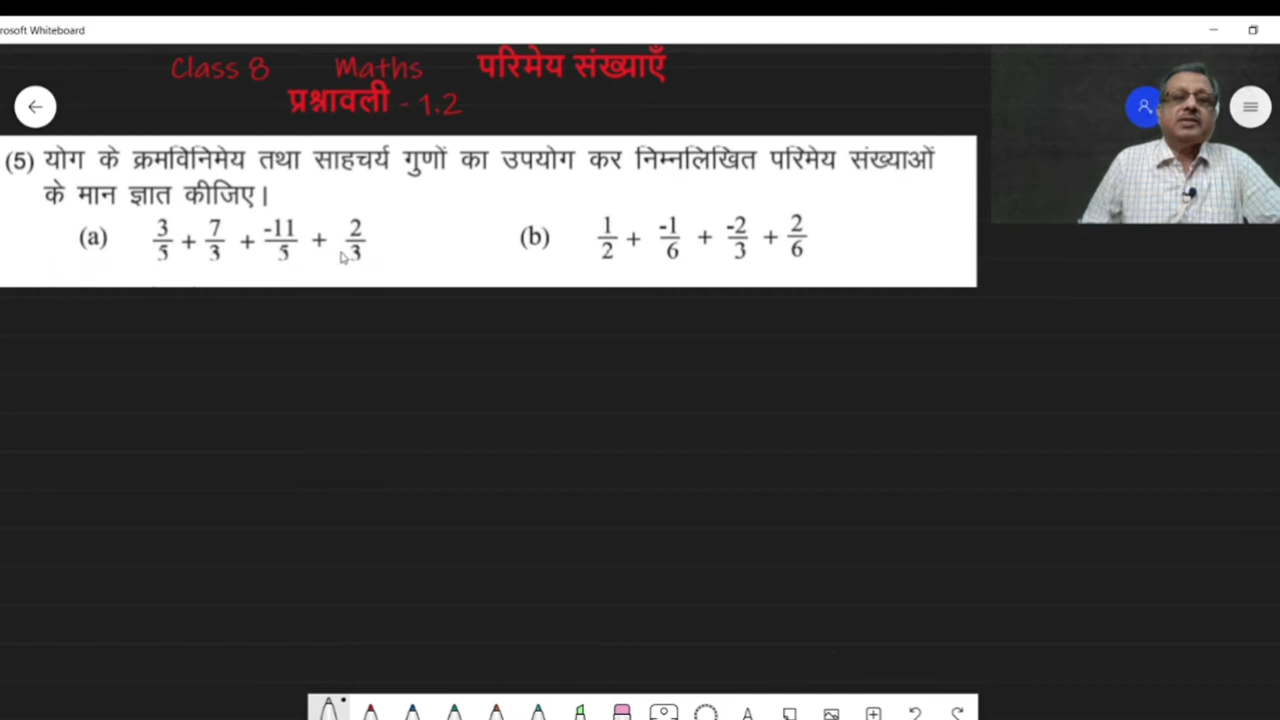 rosoft Whiteboard
Class 8 Maths परिमेय संख्याएँ
प्रश्नावली - 1.2
(5) योग के क्रमविनिमेय तथा साहचर्य गुणों का उपयोग कर निम्नलिखित परिमेय संख्याओं
के मान ज्ञात कीजिए।
(a) 3/5 + 7/3 + -11/5 + 2/3 (b) 1/2 + -1/6 + -2/3 + 2/6